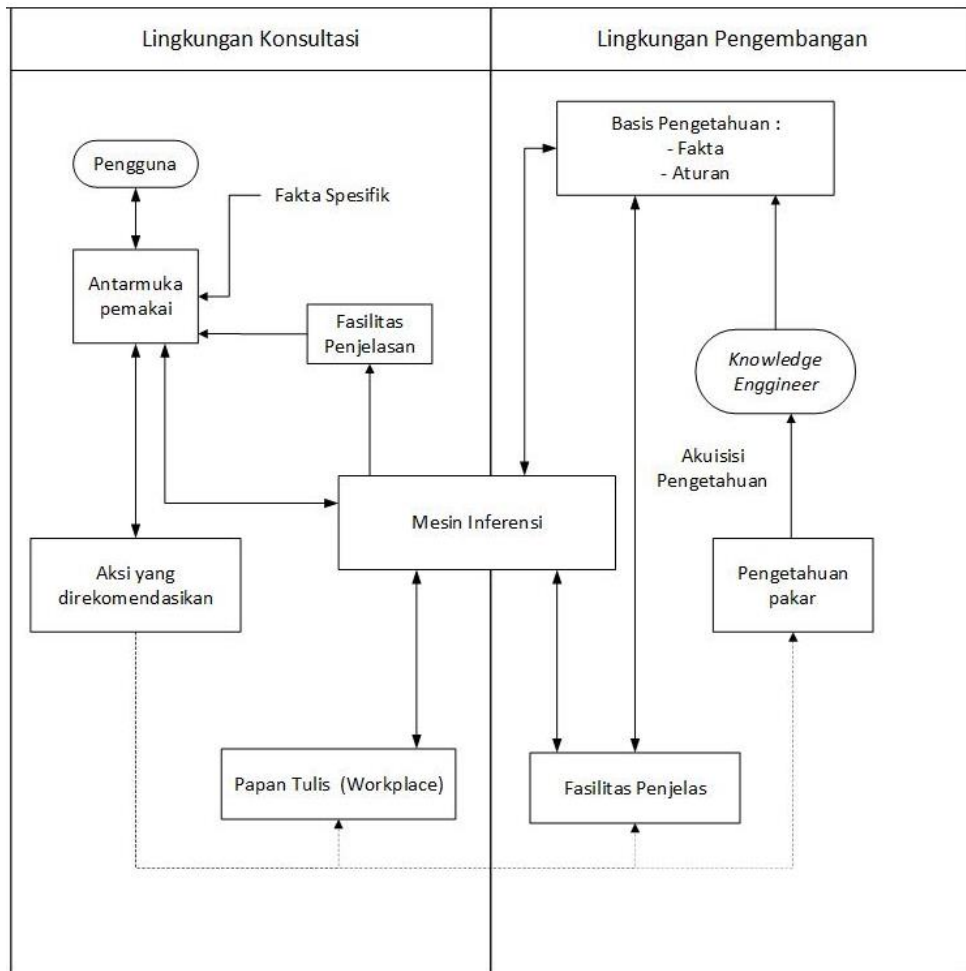 Lingkungan Konsultasi
Lingkungan Pengembangan
Basis Pengetahuan :
- Fakta
- Aturan
Pengguna
Fakta Spesifik
Antarmuka
pemakai
Fasilitas
Penjelasan
Knowledge
Enggineer
Akuisisi
Pengetahuan
Mesin Inferensi
Aksi yang
direkomendasikan
Pengetahuan
pakar
Papan Tulis (Workplace)
Fasilitas Penjelas